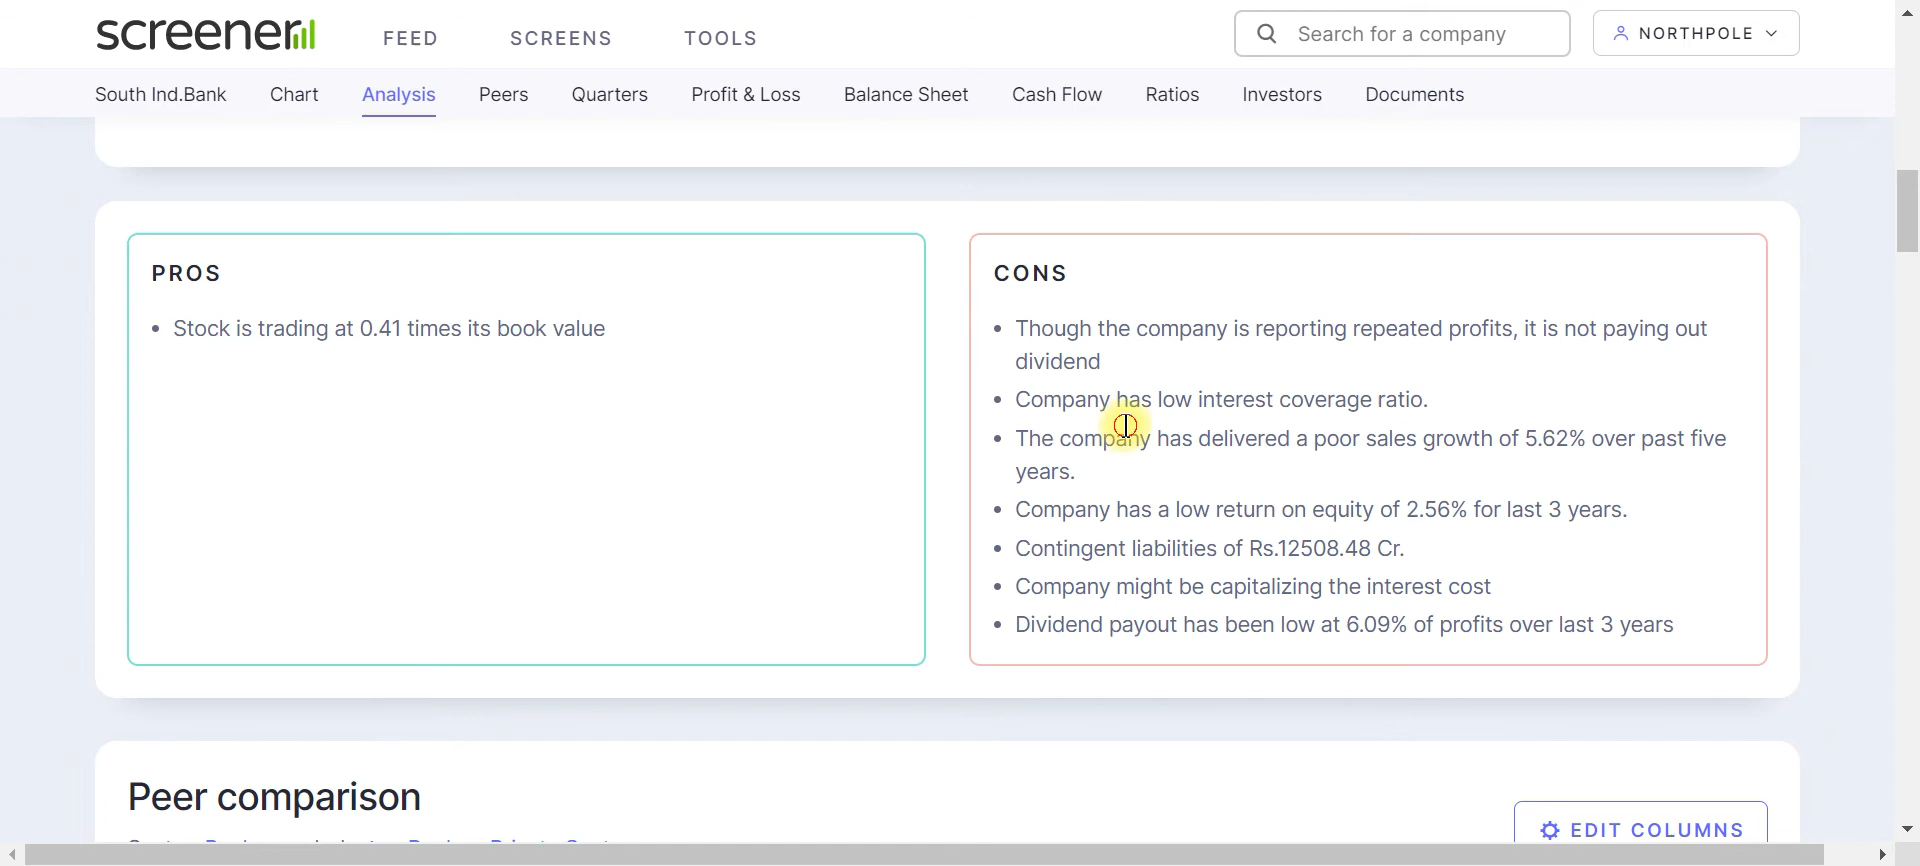 screener
FEED
SCREENS
TOOLS
Search for a company
NORTHPOLE
South Ind.Bank
Chart
Analysis
Peers
Quarters
Profit & Loss
Balance Sheet
Cash Flow
Ratios
Investors
Documents
PROS
• Stock is trading at 0.41 times its book value
CONS
• Though the company is reporting repeated profits, it is not paying out
dividend
• Company has low interest coverage ratio.
• The company has delivered a poor sales growth of 5.62% over past five
years.
• Company has a low return on equity of 2.56% for last 3 years.
• Contingent liabilities of Rs.12508.48 Cr.
• Company might be capitalizing the interest cost
• Dividend payout has been low at 6.09% of profits over last 3 years
Peer comparison
EDIT COLUMNS